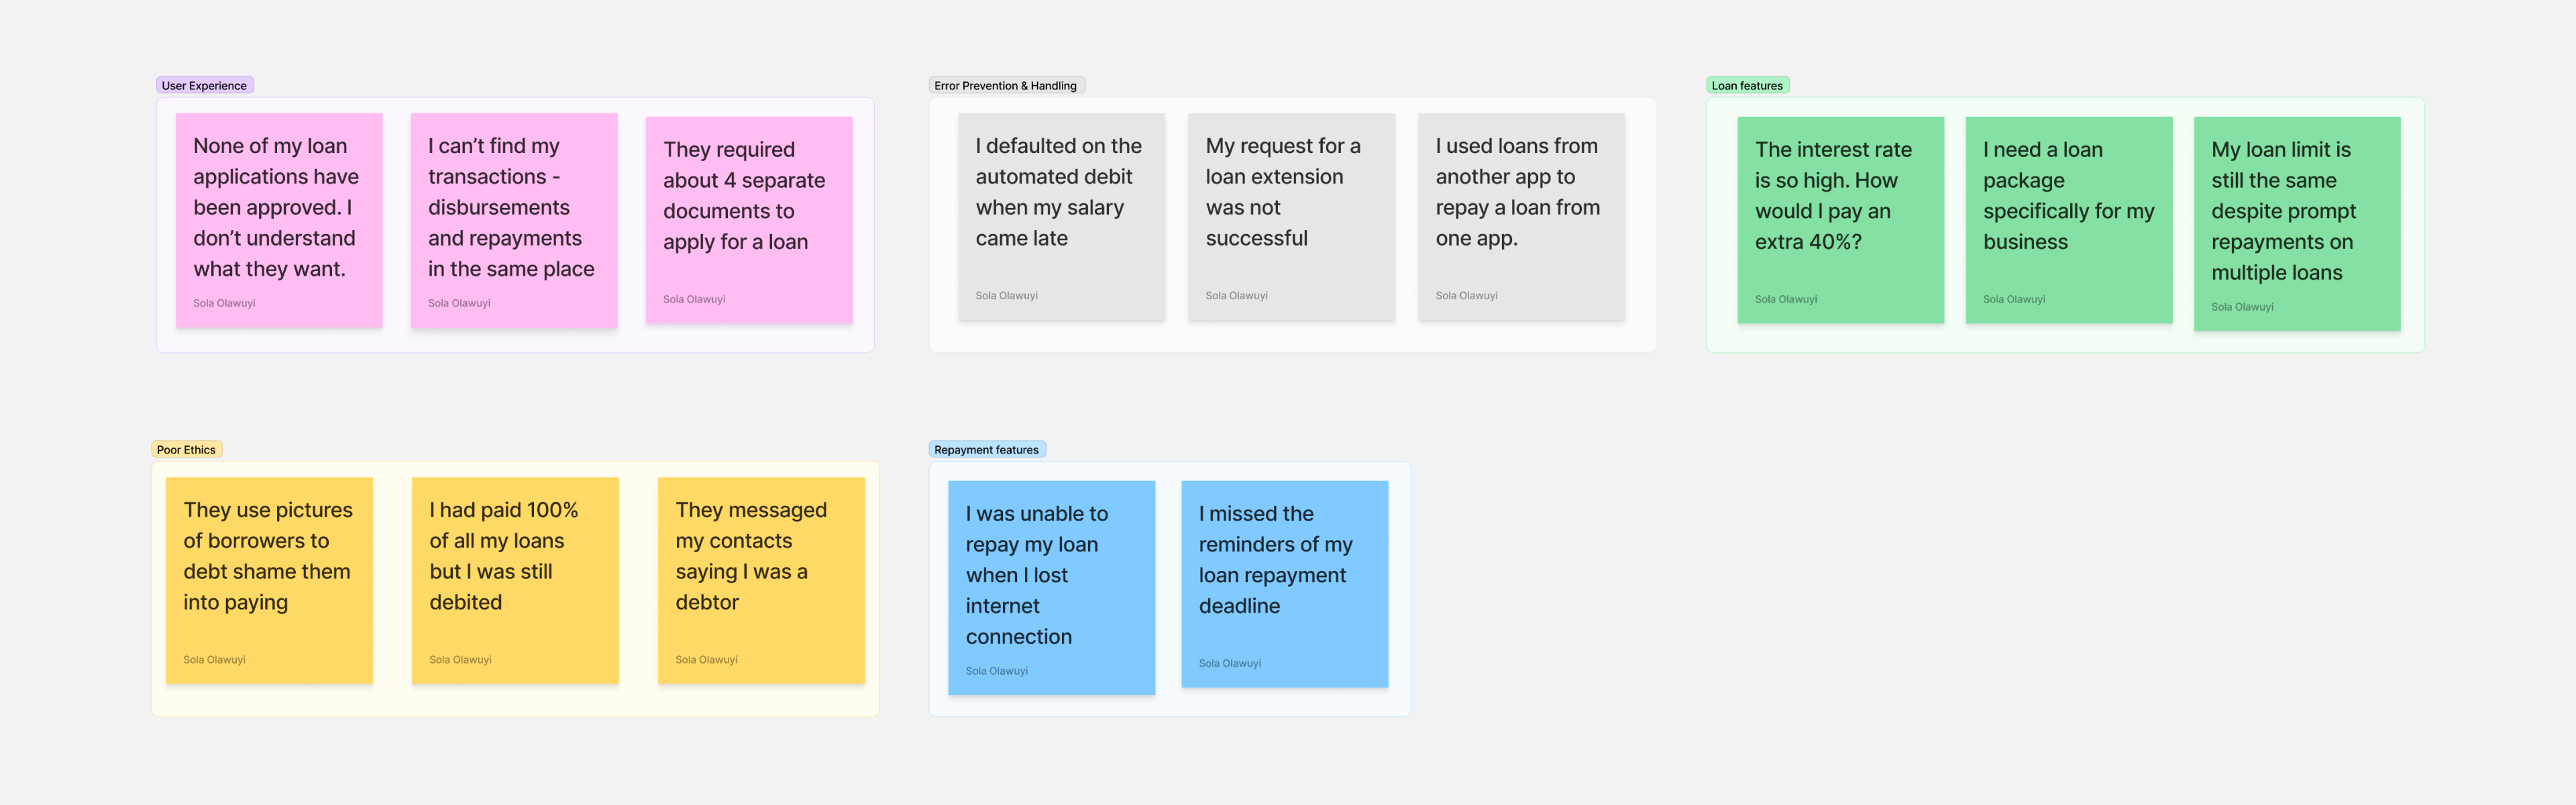 User Experience
None of my loan
applications have
been approved. I
don’t understand
what they want.
Sola Olawuyi
I can’t find my
transactions -
disbursements
and repayments
in the same place
Sola Olawuyi
They required
about 4 separate
documents to
apply for a loan
Sola Olawuyi
Error Prevention & Handling
I defaulted on the
automated debit
when my salary
came late
Sola Olawuyi
My request for a
loan extension
was not
successful
Sola Olawuyi
I used loans from
another app to
repay a loan from
one app.
Sola Olawuyi
Loan features
The interest rate
is so high. How
would I pay an
extra 40%?
Sola Olawuyi
I need a loan
package
specifically for my
business
Sola Olawuyi
My loan limit is
still the same
despite prompt
repayments on
multiple loans
Sola Olawuyi
Poor Ethics
They use pictures
of borrowers to
debt shame them
into paying
Sola Olawuyi
I had paid 100%
of all my loans
but I was still
debited
Sola Olawuyi
They messaged
my contacts
saying I was a
debtor
Sola Olawuyi
Repayment features
I was unable to
repay my loan
when I lost
internet
connection
Sola Olawuyi
I missed the
reminders of my
loan repayment
deadline
Sola Olawuyi